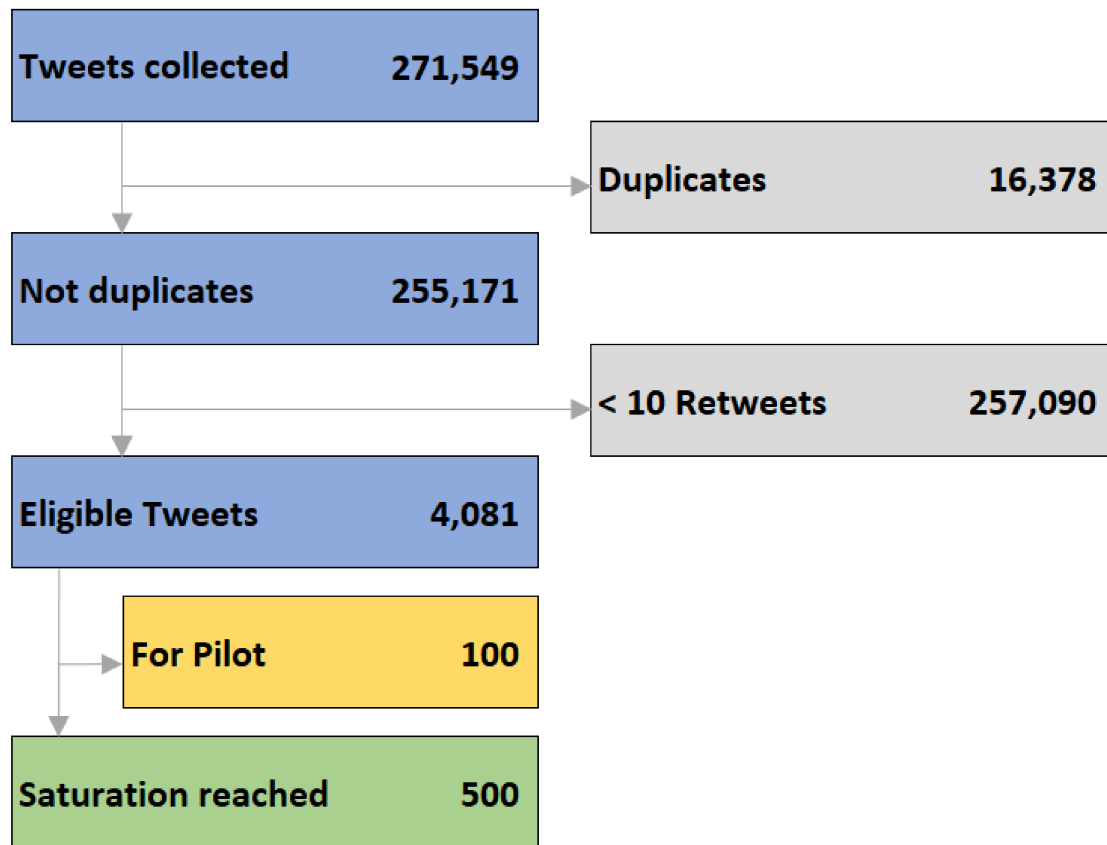 Tweets collected 271,549
Duplicates 16,378
Not duplicates 255,171
< 10 Retweets 257,090
Eligible Tweets 4,081
For Pilot 100
Saturation reached 500